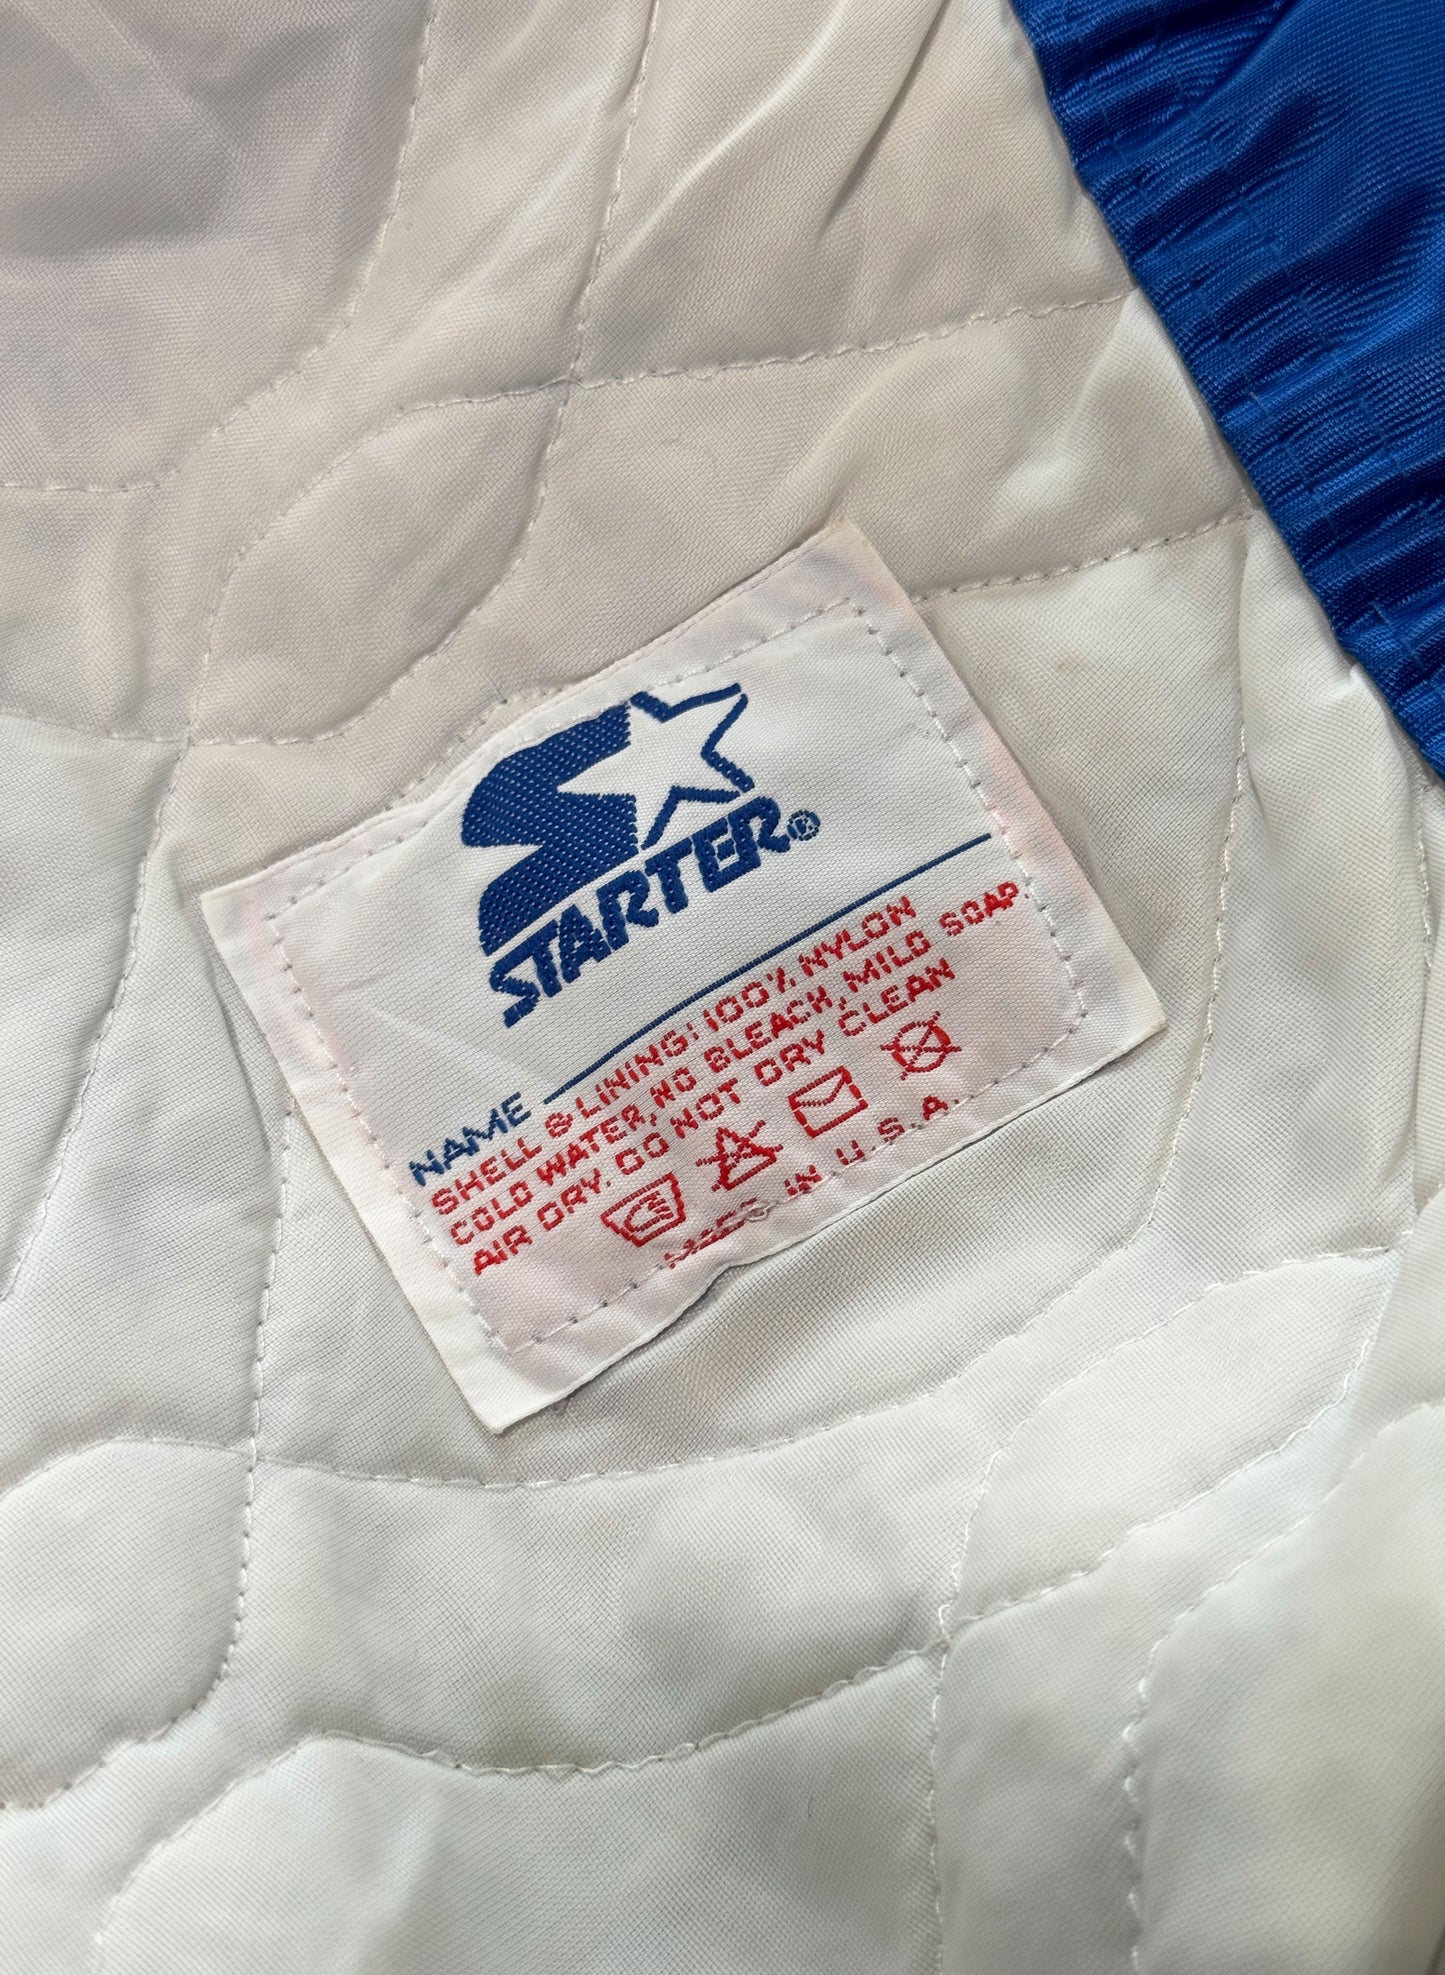 STARTER®
NAME
SHELL & LINING: 100% NYLON
COLD WATER, NO BLEACH, MILD SOAP,
AIR DRY. DO NOT DRY CLEAN
MADE IN U.S.A.